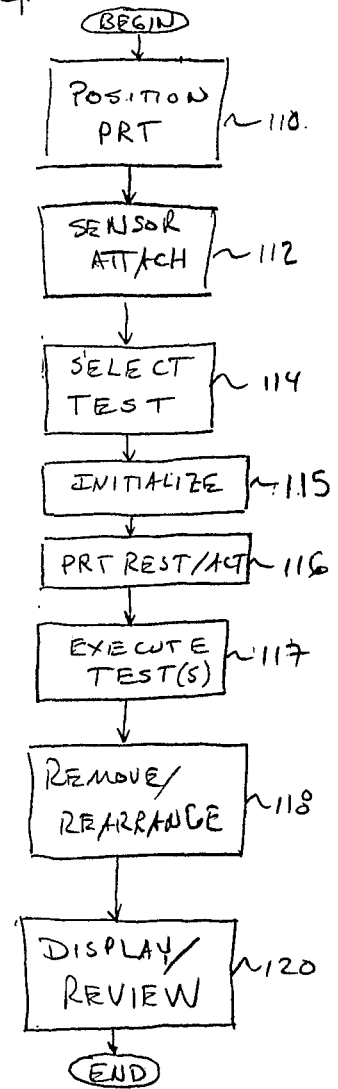 BEGIN
POSITION
PRT
110.
SENSOR
ATTACH
112
SELECT
TEST
114
INITIALIZE
115
PRT REST/ACT
116
EXECUTE
TEST(S)
117
REMOVE/
REARRANGE
118
DISPLAY/
REVIEW
120
END